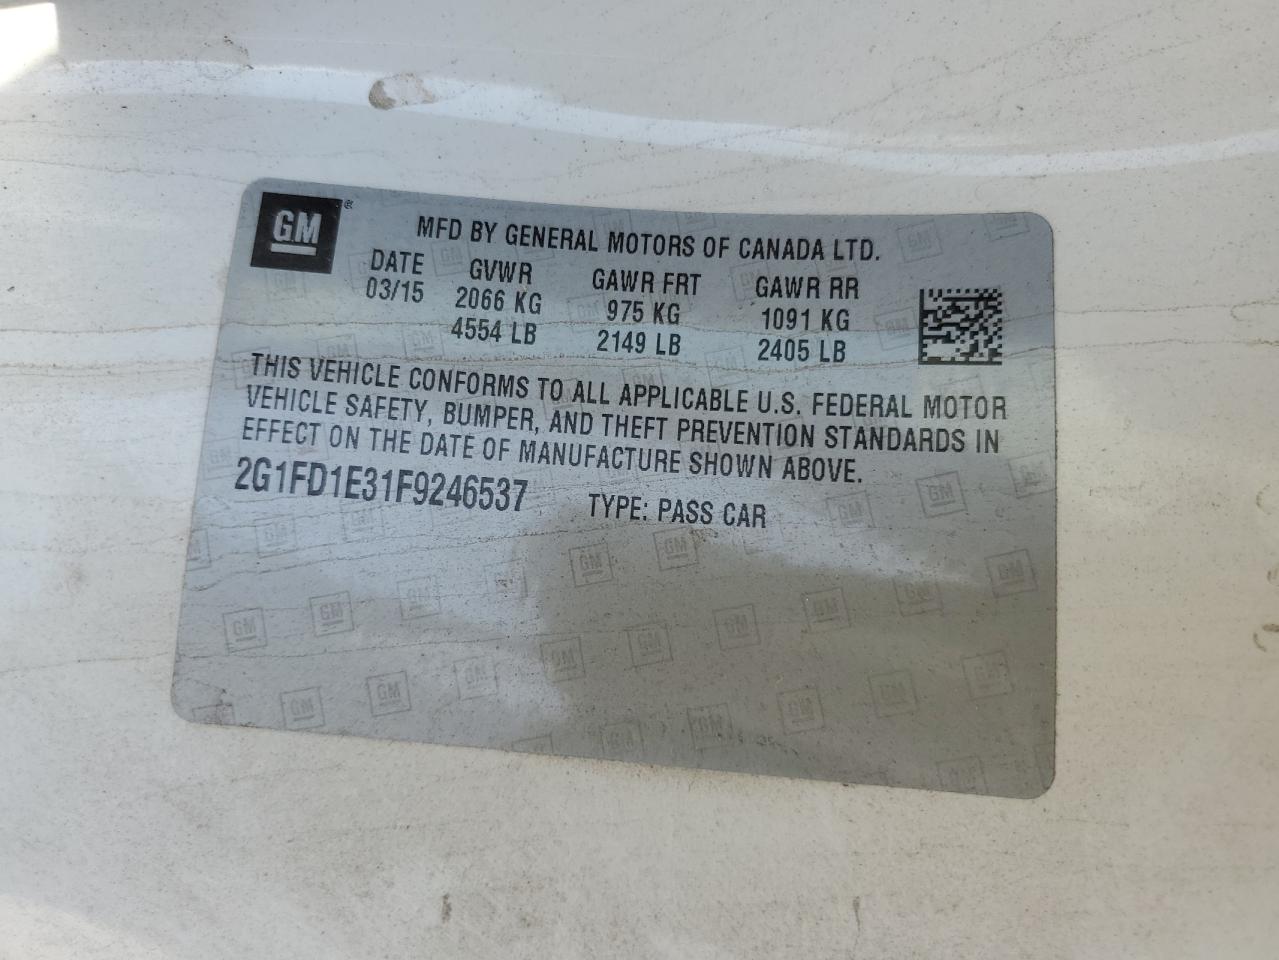 GM ®
MFD BY GENERAL MOTORS OF CANADA LTD.
DATE GVWR GAWR FRT GAWR RR
03/15 2066 KG 975 KG 1091 KG
4554 LB 2149 LB 2405 LB
THIS VEHICLE CONFORMS TO ALL APPLICABLE U.S. FEDERAL MOTOR
VEHICLE SAFETY, BUMPER, AND THEFT PREVENTION STANDARDS IN
EFFECT ON THE DATE OF MANUFACTURE SHOWN ABOVE.
2G1FD1E31F9246537 TYPE: PASS CAR